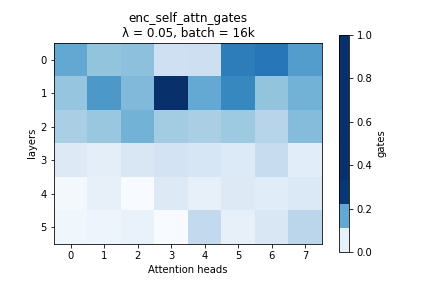 enc_self_attn_gates
λ = 0.05, batch = 16k
layers
0
1
2
3
4
5
0 1 2 3 4 5 6 7
Attention heads
1.0
0.8
0.6
0.4
0.2
0.0
gates